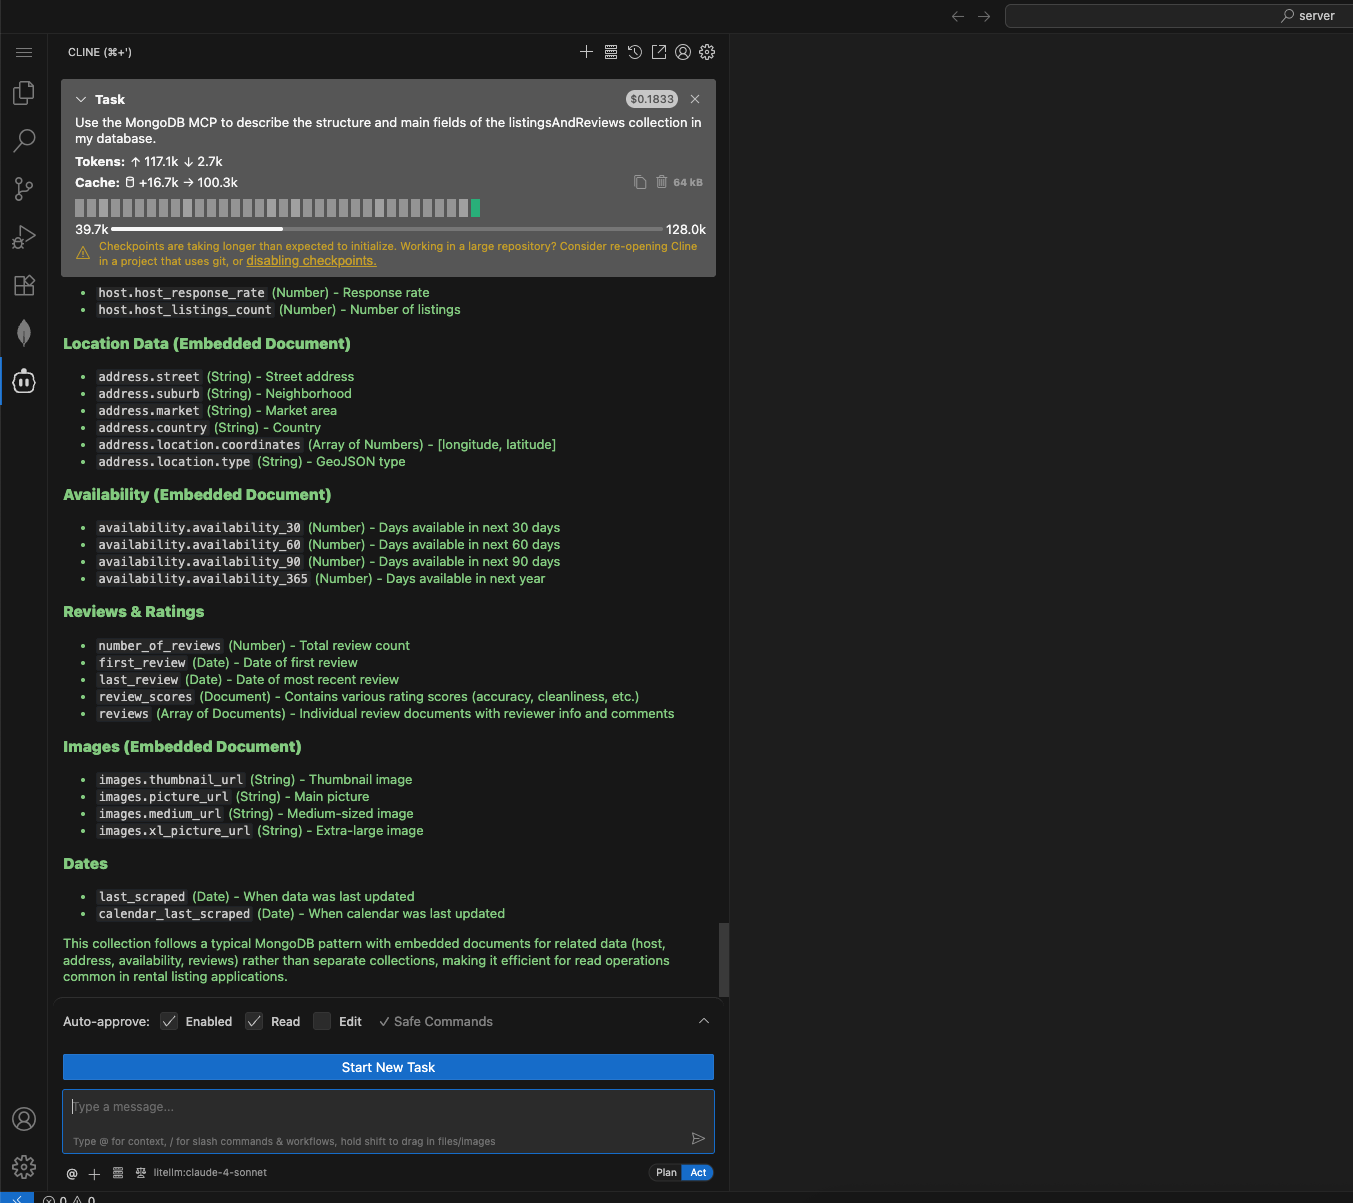 server
CLINE (⌘+')
Task
$0.1833
Use the MongoDB MCP to describe the structure and main fields of the listingsAndReviews collection in
my database.
Tokens: ↑ 117.1k ↓ 2.7k
Cache: +16.7k → 100.3k
64 kB
39.7k
128.0k
Checkpoints are taking longer than expected to initialize. Working in a large repository? Consider re-opening Cline
in a project that uses git, or disabling checkpoints.
• host.host_response_rate (Number) - Response rate
• host.host_listings_count (Number) - Number of listings
Location Data (Embedded Document)
• address.street (String) - Street address
• address.suburb (String) - Neighborhood
• address.market (String) - Market area
• address.country (String) - Country
• address.location.coordinates (Array of Numbers) - [longitude, latitude]
• address.location.type (String) - GeoJSON type
Availability (Embedded Document)
• availability.availability_30 (Number) - Days available in next 30 days
• availability.availability_60 (Number) - Days available in next 60 days
• availability.availability_90 (Number) - Days available in next 90 days
• availability.availability_365 (Number) - Days available in next year
Reviews & Ratings
• number_of_reviews (Number) - Total review count
• first_review (Date) - Date of first review
• last_review (Date) - Date of most recent review
• review_scores (Document) - Contains various rating scores (accuracy, cleanliness, etc.)
• reviews (Array of Documents) - Individual review documents with reviewer info and comments
Images (Embedded Document)
• images.thumbnail_url (String) - Thumbnail image
• images.picture_url (String) - Main picture
• images.medium_url (String) - Medium-sized image
• images.xl_picture_url (String) - Extra-large image
Dates
• last_scraped (Date) - When data was last updated
• calendar_last_scraped (Date) - When calendar was last updated
This collection follows a typical MongoDB pattern with embedded documents for related data (host,
address, availability, reviews) rather than separate collections, making it efficient for read operations
common in rental listing applications.
Auto-approve: Enabled Read Edit ✓ Safe Commands
Start New Task
Type a message...
Type @ for context, / for slash commands & workflows, hold shift to drag in files/images
@ litellm:claude-4-sonnet
Plan Act
0 0